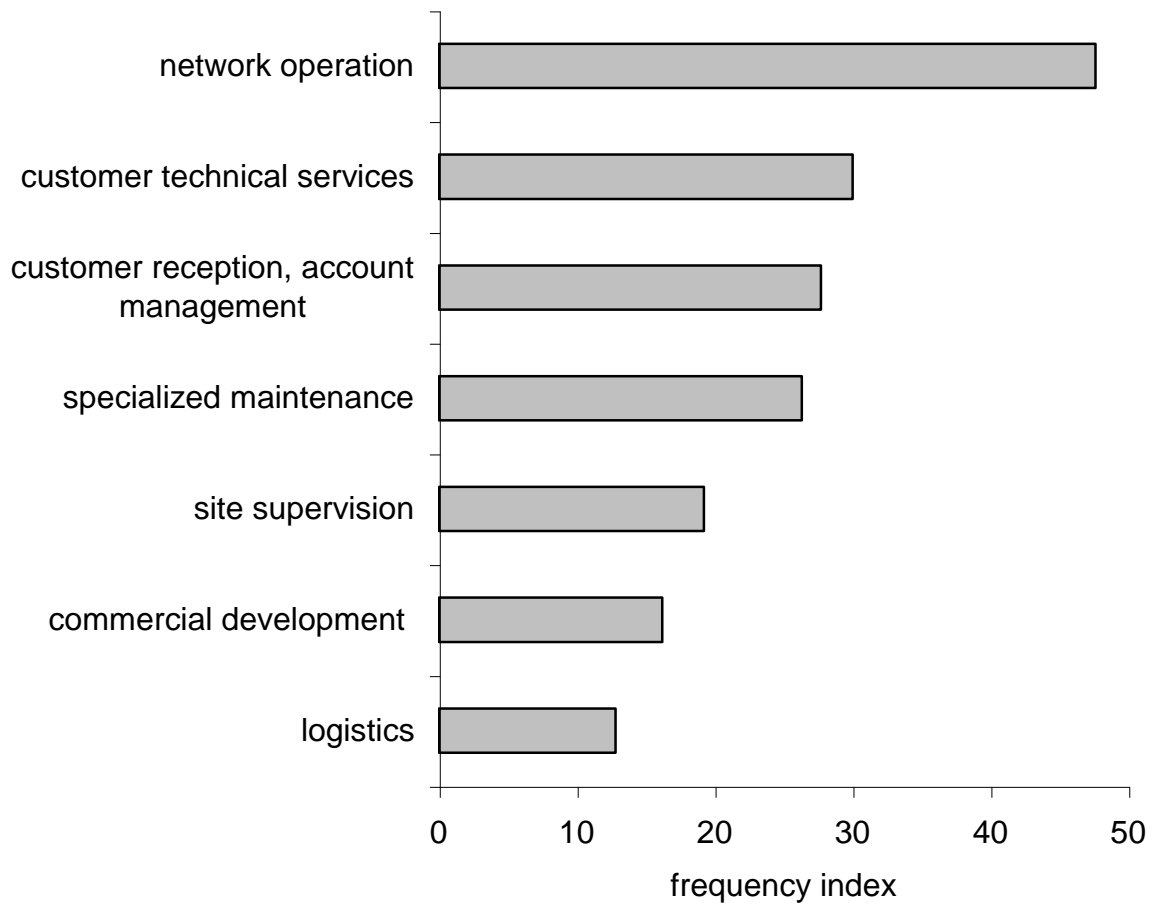 network operation
customer technical services
customer reception, account
management
specialized maintenance
site supervision
commercial development
logistics
0 10 20 30 40 50
frequency index